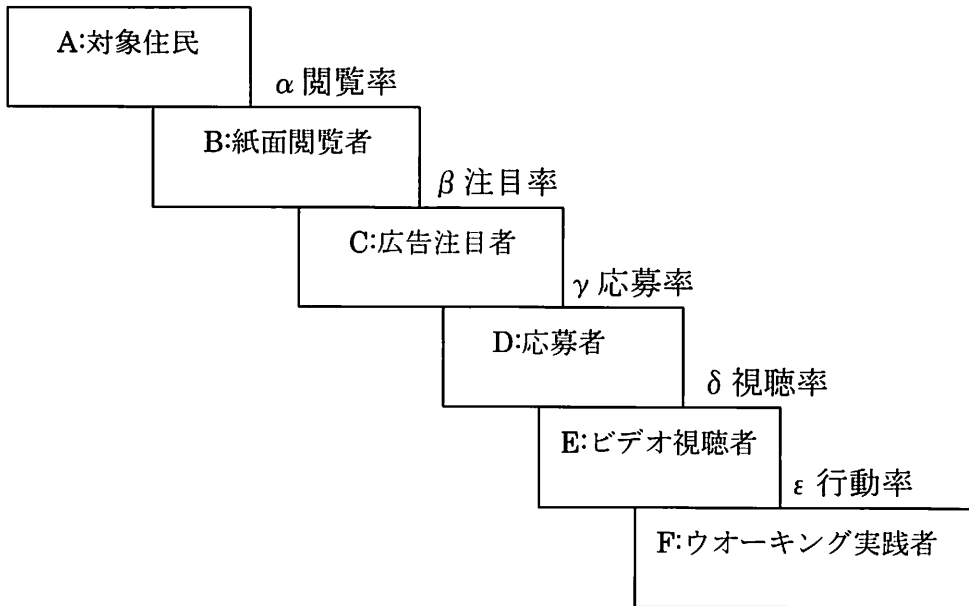 A:対象住民
α 閲覧率
B:紙面閲覧者
β 注目率
C:広告注目者
γ 応募率
D:応募者
δ 視聴率
E:ビデオ視聴者
ε 行動率
F:ウオーキング実践者